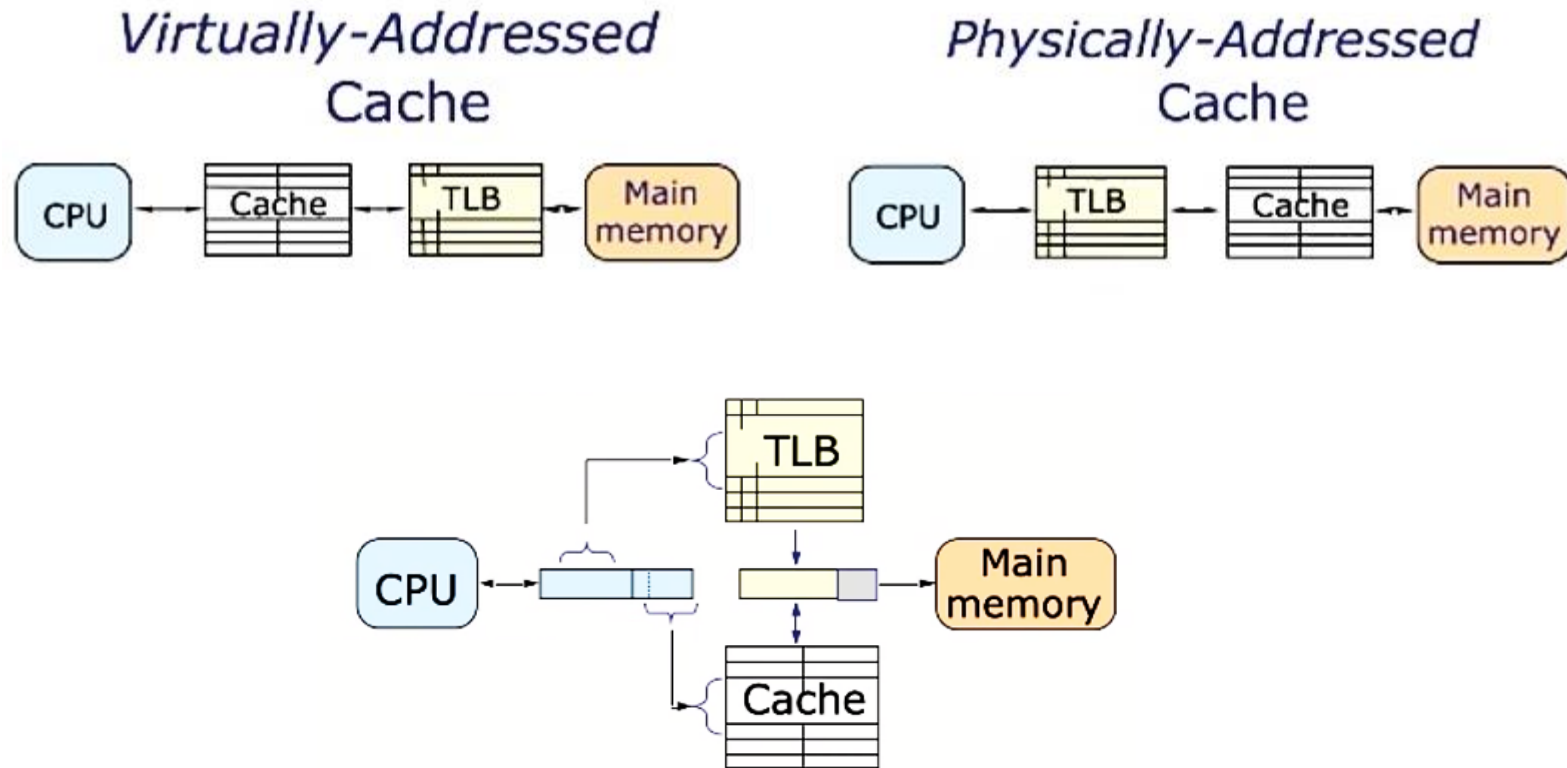 Virtually-Addressed
Cache
CPU
Cache
TLB
Main
memory
Physically-Addressed
Cache
CPU
TLB
Cache
Main
memory
TLB
CPU
Main
memory
Cache